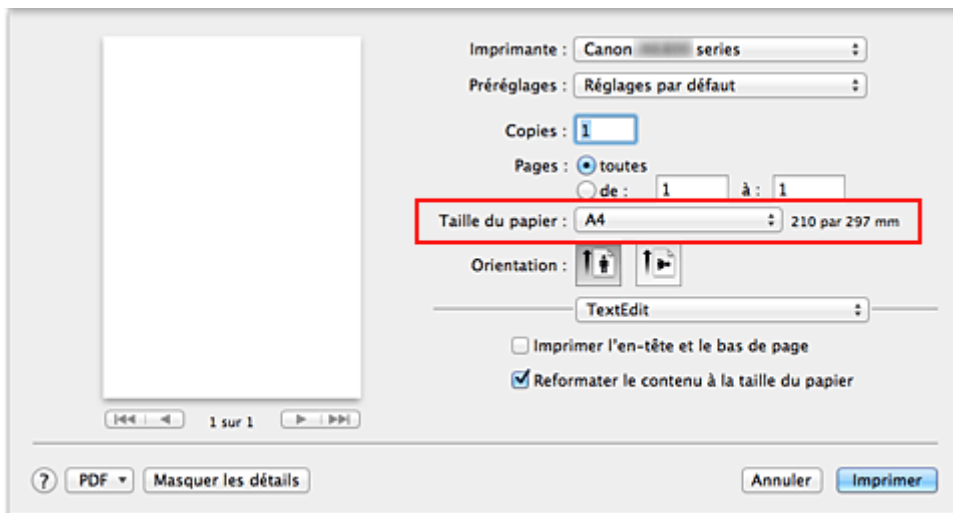 Imprimante : Canon series
Préréglages : Réglages par défaut
Copies : 1
Pages : toutes
de : 1 à : 1
Taille du papier : A4 210 par 297 mm
Orientation :
TextEdit
Imprimer l'en-tête et le bas de page
Reformater le contenu à la taille du papier
1 sur 1
? PDF Masquer les détails Annuler Imprimer